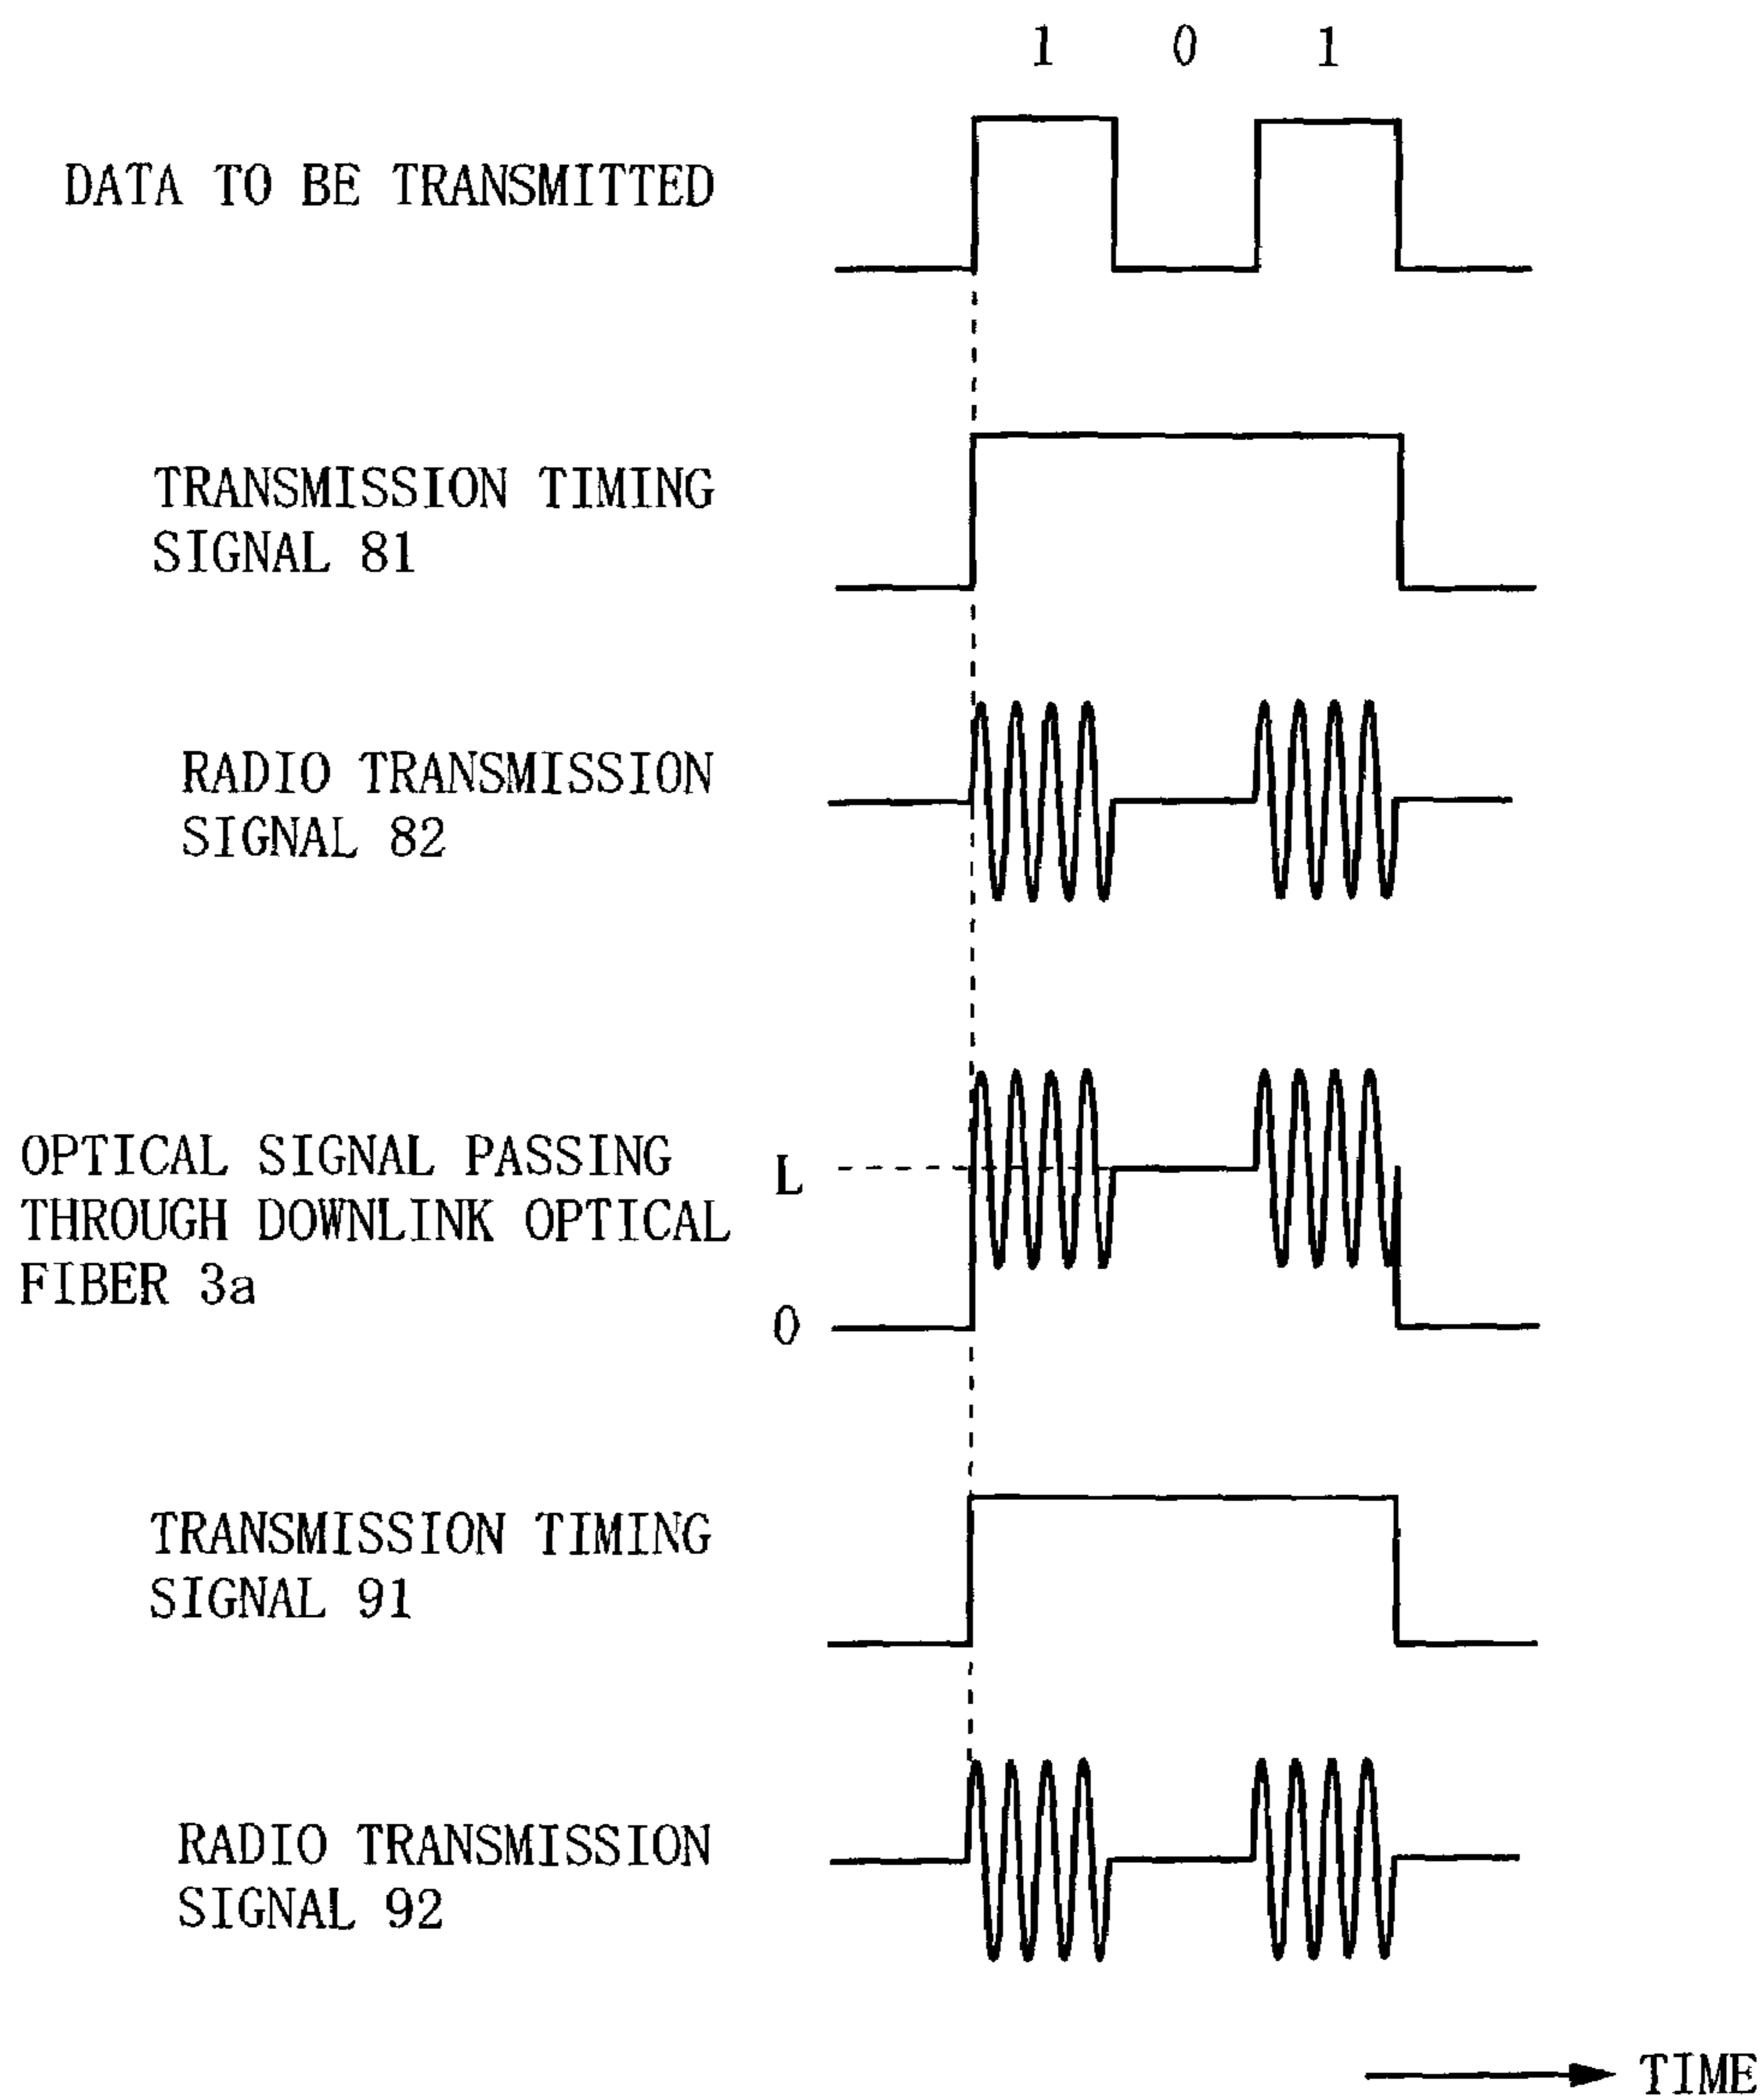 1 0 1
DATA TO BE TRANSMITTED
TRANSMISSION TIMING
SIGNAL 81
RADIO TRANSMISSION
SIGNAL 82
OPTICAL SIGNAL PASSING
THROUGH DOWNLINK OPTICAL
FIBER 3a
L
0
TRANSMISSION TIMING
SIGNAL 91
RADIO TRANSMISSION
SIGNAL 92
TIME